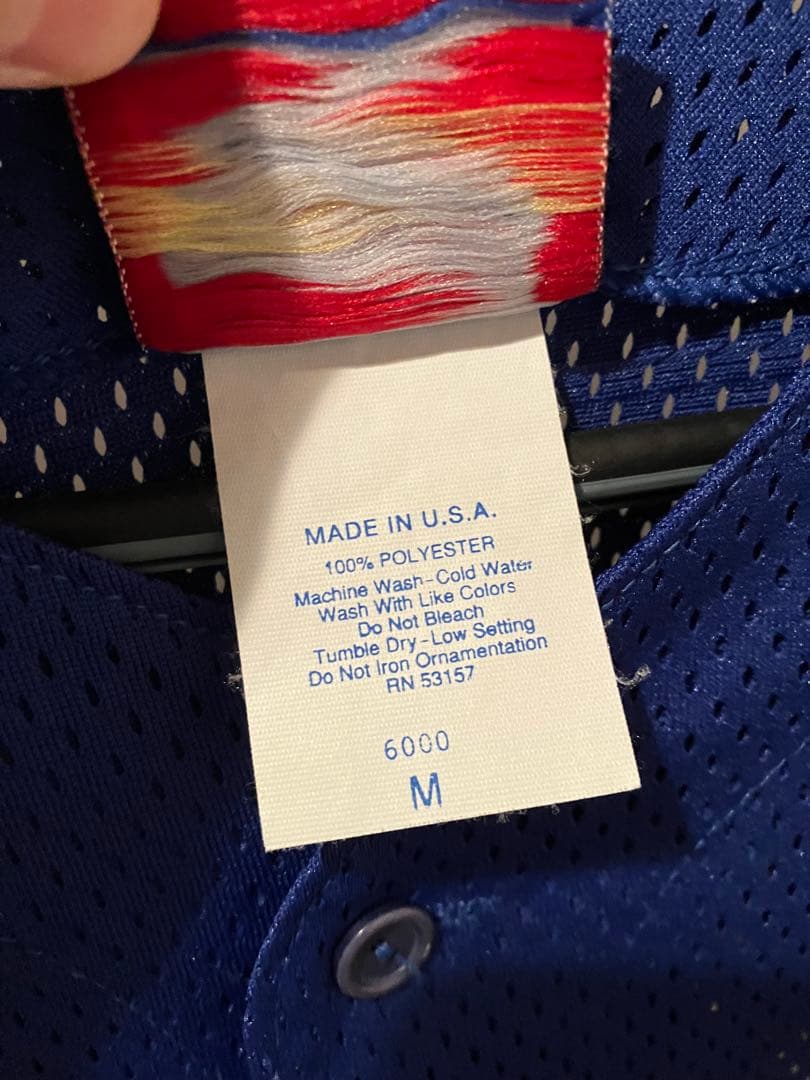 MADE IN U.S.A.
100% POLYESTER
Machine Wash-Cold Water
Wash With Like Colors
Do Not Bleach
Tumble Dry-Low Setting
Do Not Iron Ornamentation
RN 53157
6000
M